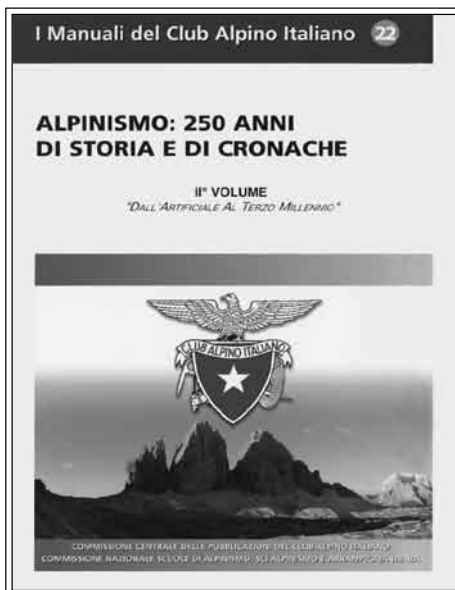 I Manuali del Club Alpino Italiano 22
ALPINISMO: 250 ANNI
DI STORIA E DI CRONACHE
II° VOLUME
"DALL'ARTIFICIALE AL TERZO MILLENNIO"
CLUB ALPINO ITALIANO
COMMISSIONE CENTRALE DELLE PUBBLICAZIONI DEL CLUB ALPINO ITALIANO
COMMISSIONE NAZIONALE SCUOLE DI ALPINISMO, SCI ALPINISMO E ARRAMPICATA LIBERA